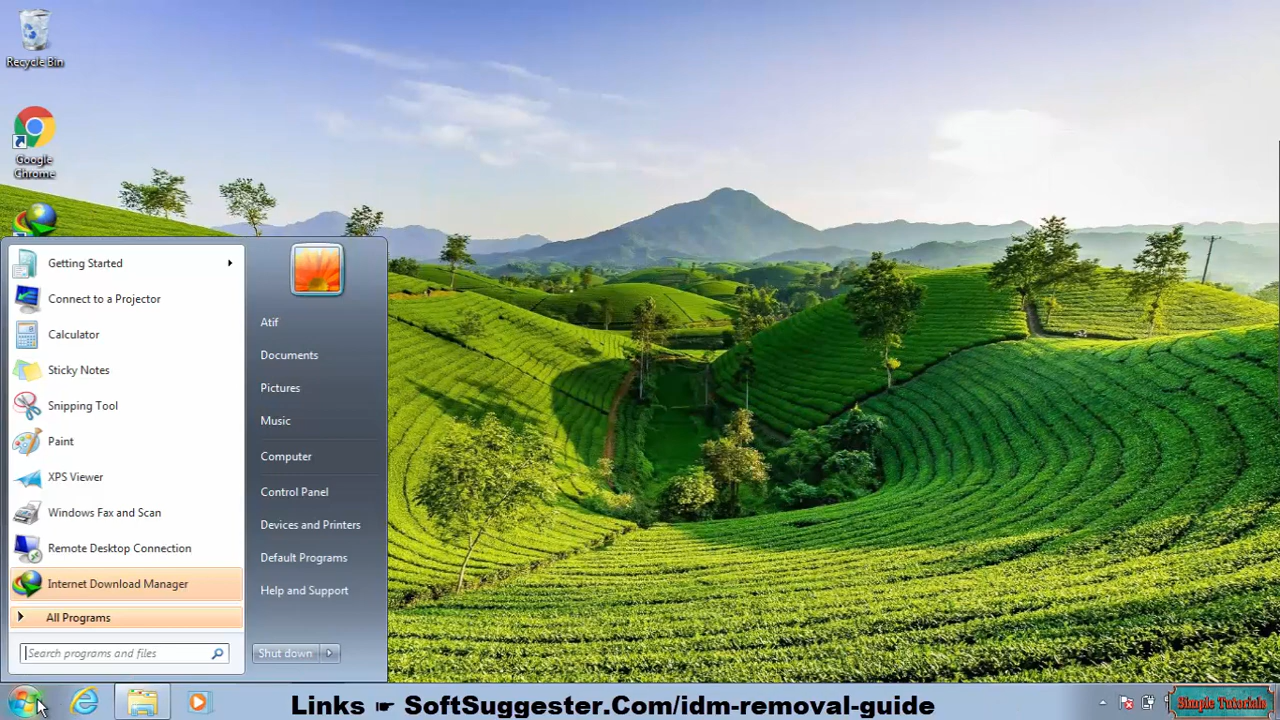 Recycle Bin
Google
Chrome
Getting Started
Connect to a Projector
Calculator
Sticky Notes
Snipping Tool
Paint
XPS Viewer
Windows Fax and Scan
Remote Desktop Connection
Internet Download Manager
All Programs
Search programs and files
Atif
Documents
Pictures
Music
Computer
Control Panel
Devices and Printers
Default Programs
Help and Support
Shut down
Links ☛ SoftSuggester.Com/idm-removal-guide
Simple Tutorials